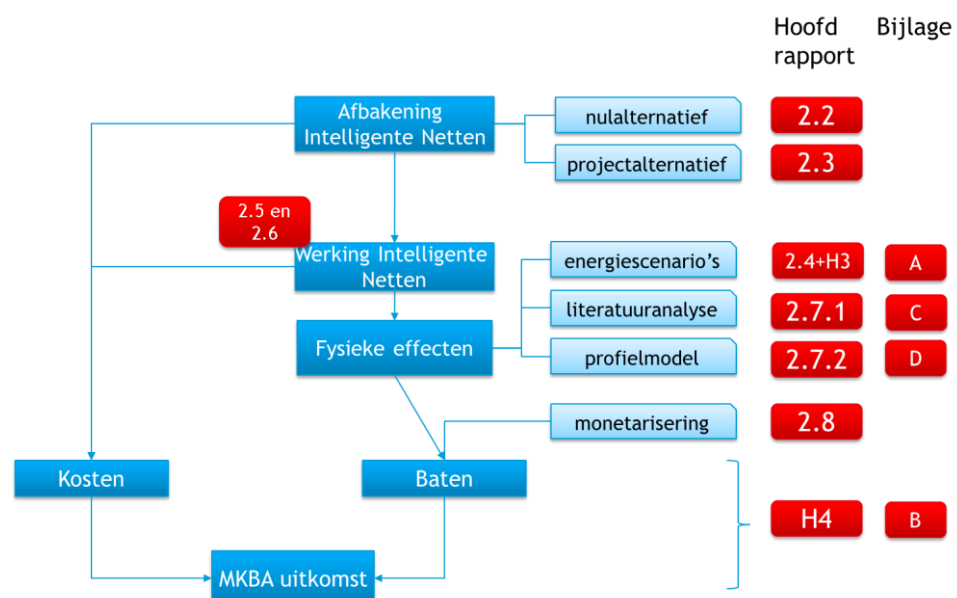 Hoofd
rapport
Bijlage
Afbakening
Intelligente Netten
nulalternatief
2.2
projectalternatief
2.3
2.5 en
2.6
Werking Intelligente
Netten
energiescenario's
2.4+H3
A
literatuuranalyse
2.7.1
C
Fysieke effecten
profielmodel
2.7.2
D
monetarisering
2.8
Kosten
Baten
H4
B
MKBA uitkomst